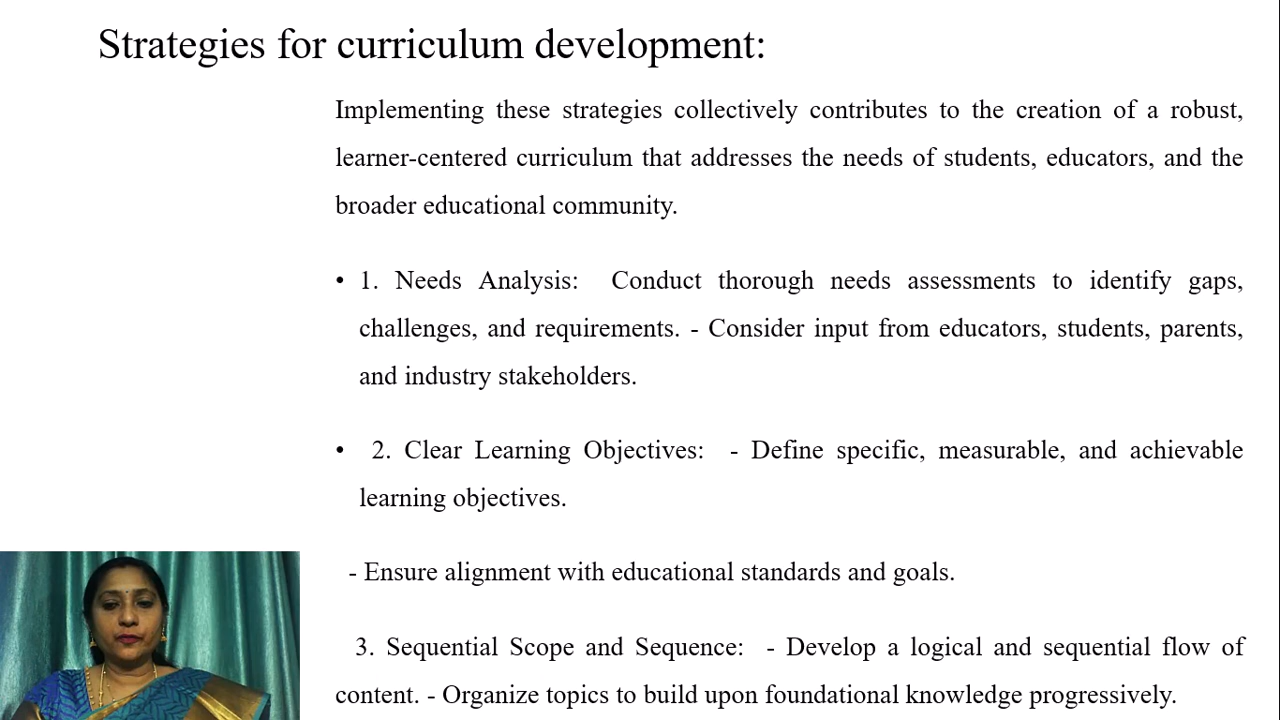 Strategies for curriculum development:
Implementing these strategies collectively contributes to the creation of a robust,
learner-centered curriculum that addresses the needs of students, educators, and the
broader educational community.
• 1. Needs Analysis: Conduct thorough needs assessments to identify gaps,
challenges, and requirements. - Consider input from educators, students, parents,
and industry stakeholders.
• 2. Clear Learning Objectives: - Define specific, measurable, and achievable
learning objectives.
- Ensure alignment with educational standards and goals.
3. Sequential Scope and Sequence: - Develop a logical and sequential flow of
content. - Organize topics to build upon foundational knowledge progressively.